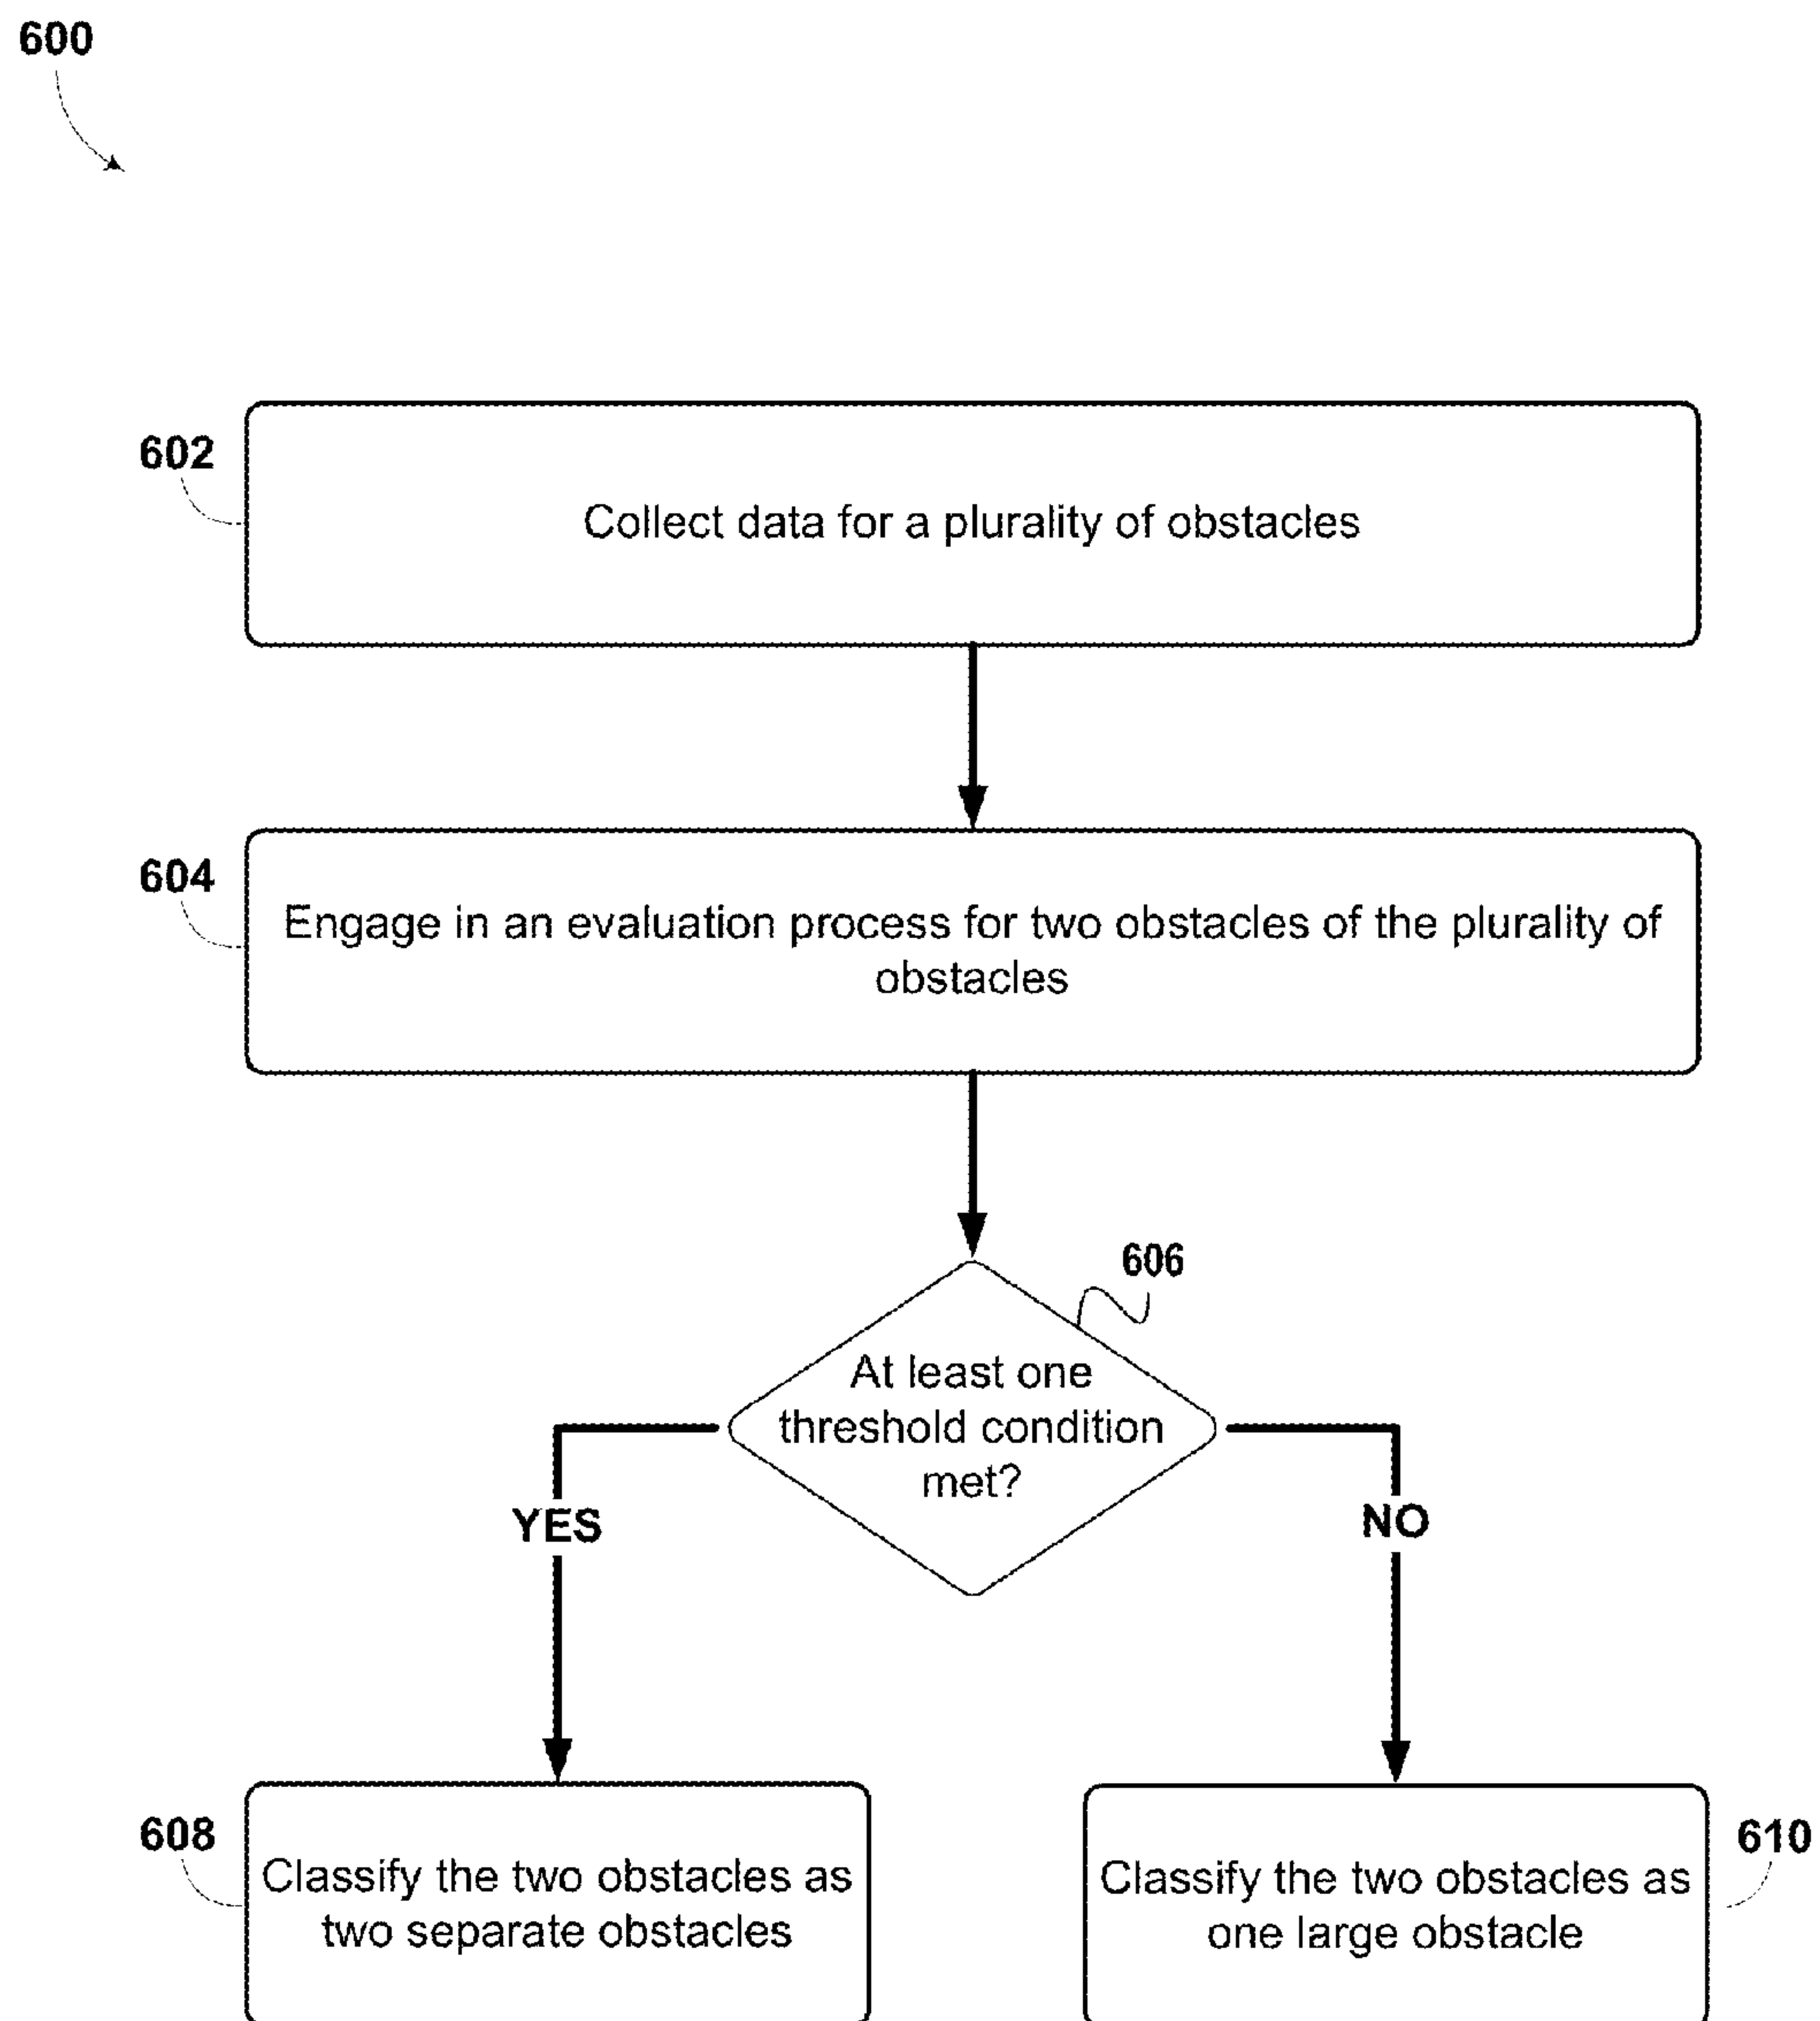 600
602
Collect data for a plurality of obstacles
604
Engage in an evaluation process for two obstacles of the plurality of
obstacles
606
At least one
threshold condition
met?
YES
NO
608
Classify the two obstacles as
two separate obstacles
610
Classify the two obstacles as
one large obstacle